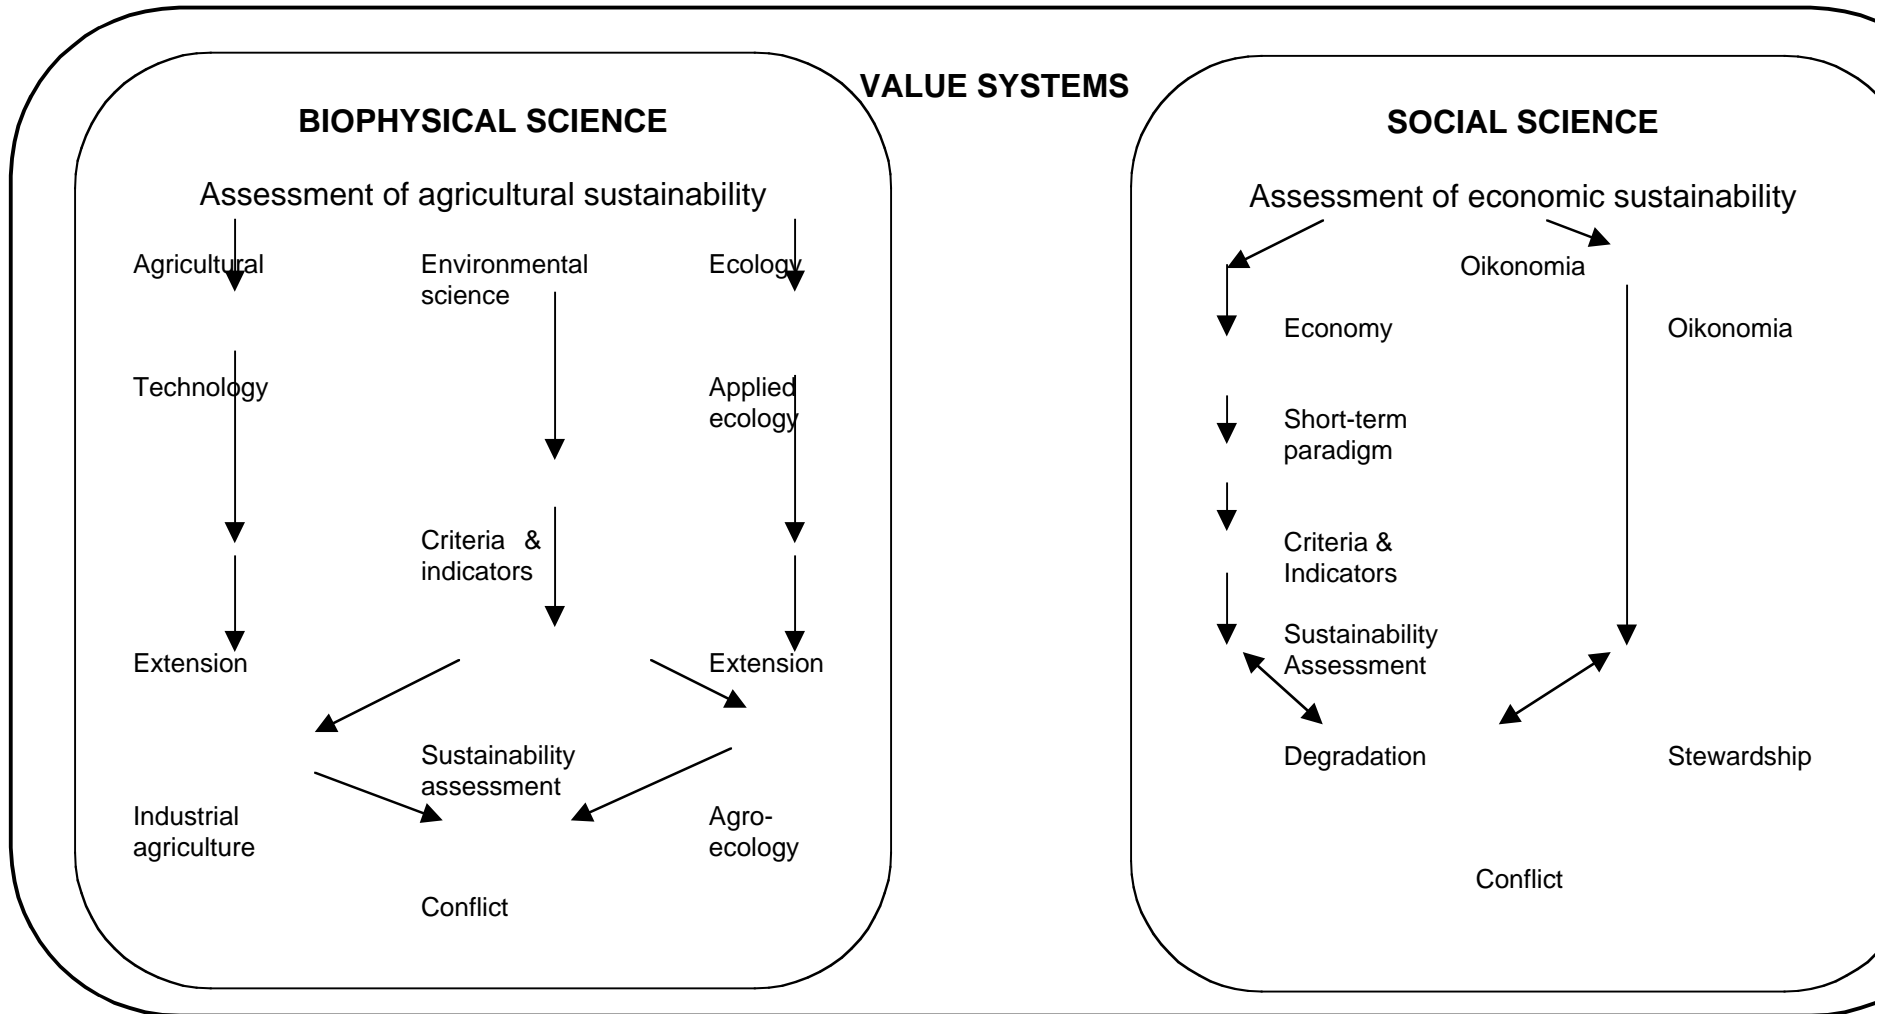 VALUE SYSTEMS
BIOPHYSICAL SCIENCE
Assessment of agricultural sustainability
Agricultural
Environmental
science
Ecology
Technology
Applied
ecology
Criteria &
indicators
Extension
Extension
Sustainability
assessment
Industrial
agriculture
Agro-
ecology
Conflict
SOCIAL SCIENCE
Assessment of economic sustainability
Oikonomia
Economy
Oikonomia
Short-term
paradigm
Criteria &
Indicators
Sustainability
Assessment
Degradation
Stewardship
Conflict